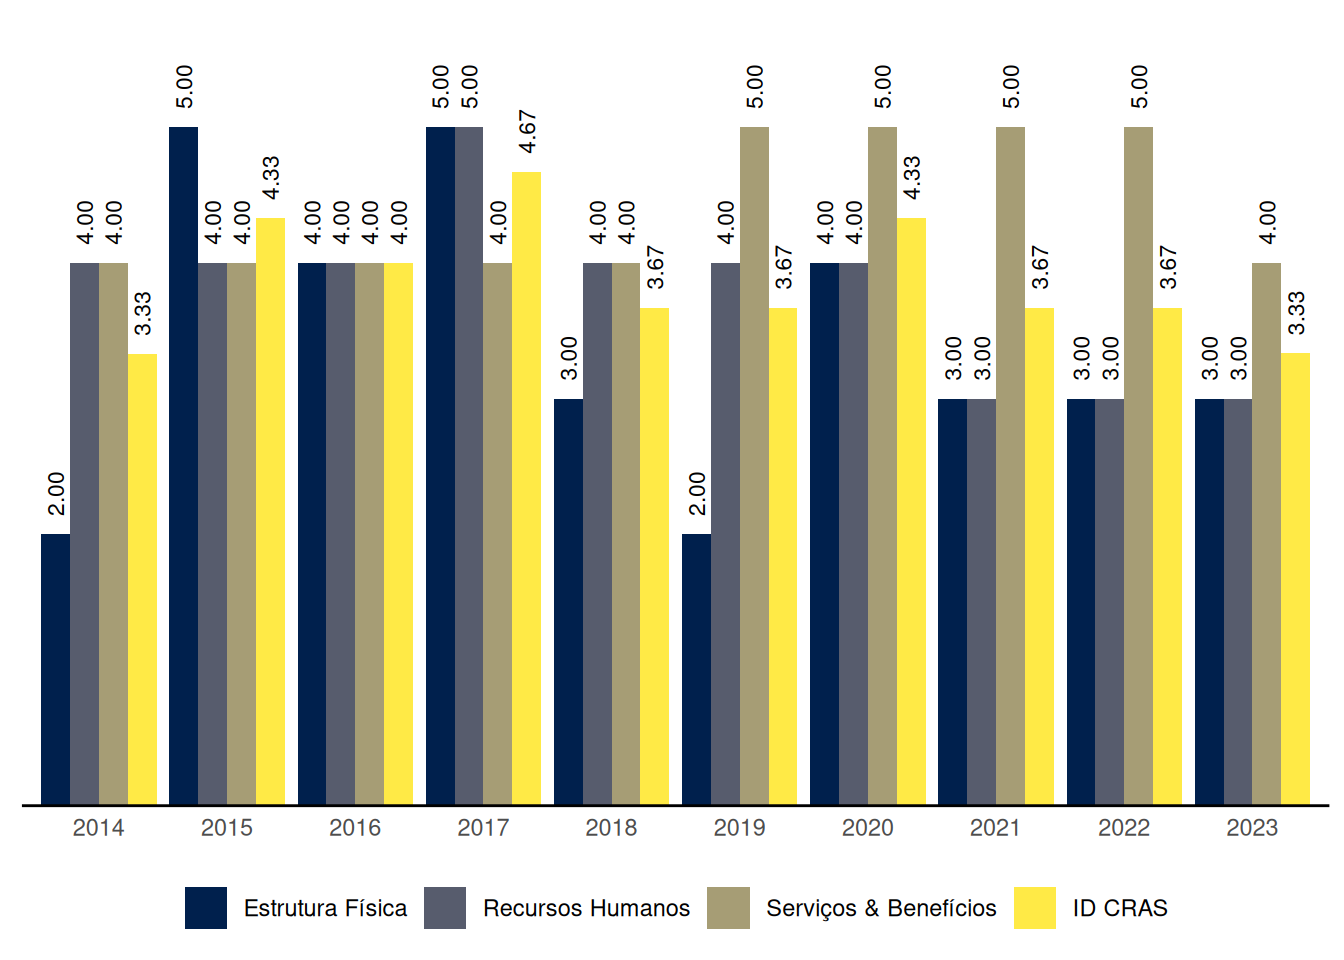 5.00 5.00 5.00 5.00 5.00 5.00 5.00
4.67
4.33 4.33
4.00 4.00 4.00 4.00 4.00 4.00 4.00 4.00 4.00 4.00 4.00 4.00 4.00 4.00 4.00 4.00
3.67 3.67 3.67 3.67
3.33 3.33
3.00 3.00 3.00 3.00 3.00 3.00 3.00
2.00 2.00
2014 2015 2016 2017 2018 2019 2020 2021 2022 2023
Estrutura Física Recursos Humanos Serviços & Benefícios ID CRAS